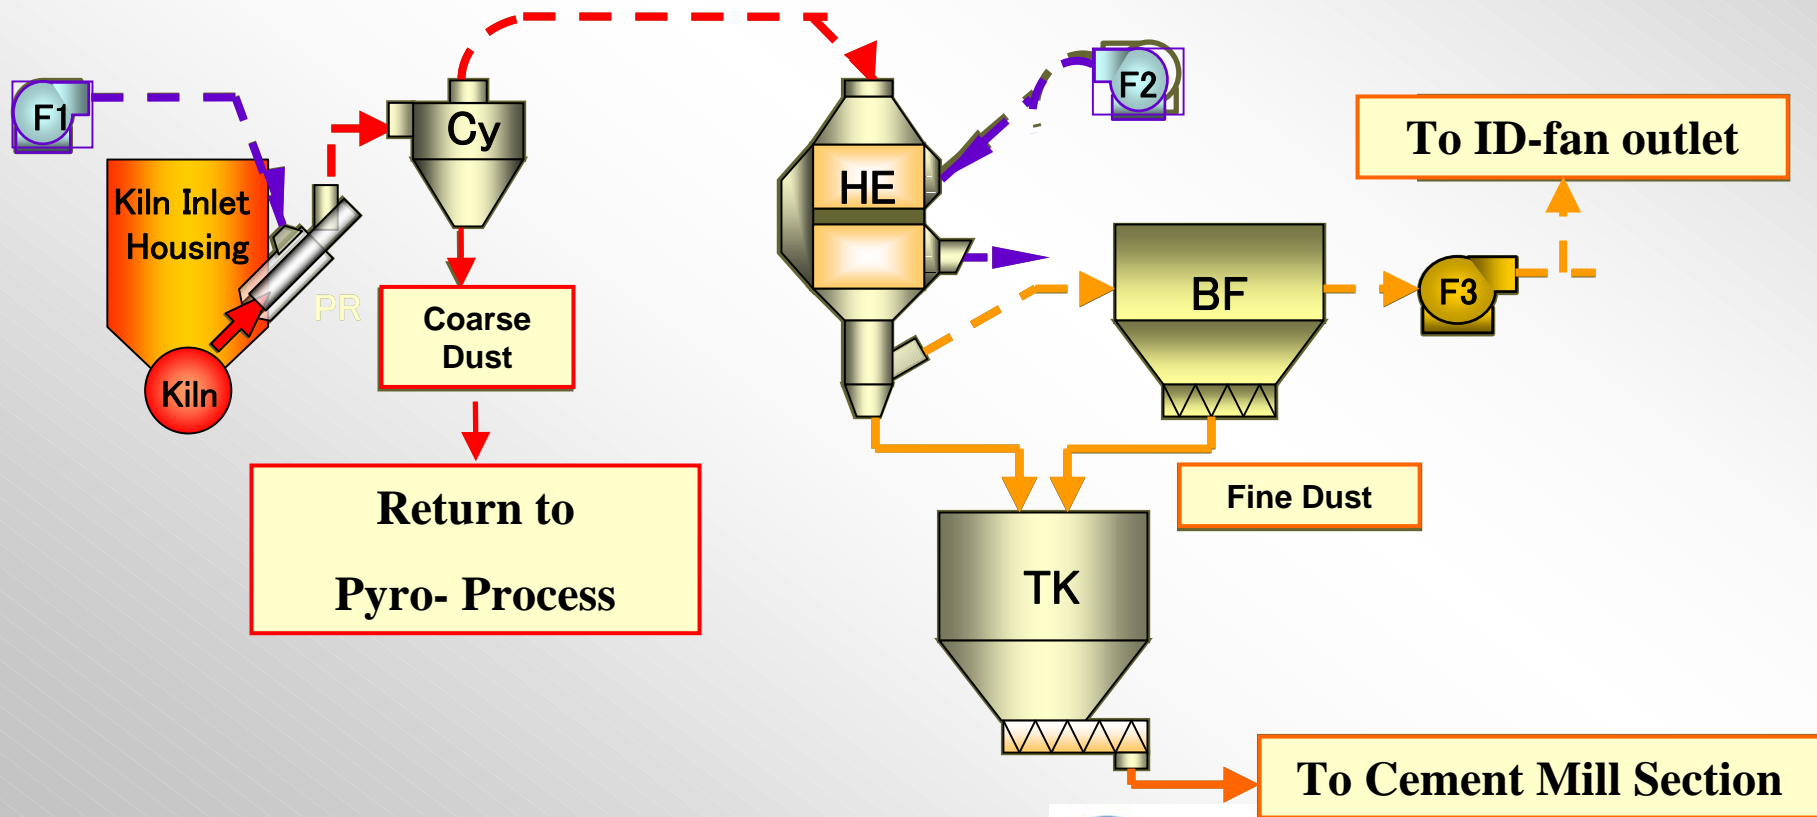 F1
Cy
F2
To ID-fan outlet
Kiln Inlet
Housing
HE
PR
BF
F3
Coarse
Dust
Kiln
Return to
Pyro- Process
Fine Dust
TK
To Cement Mill Section